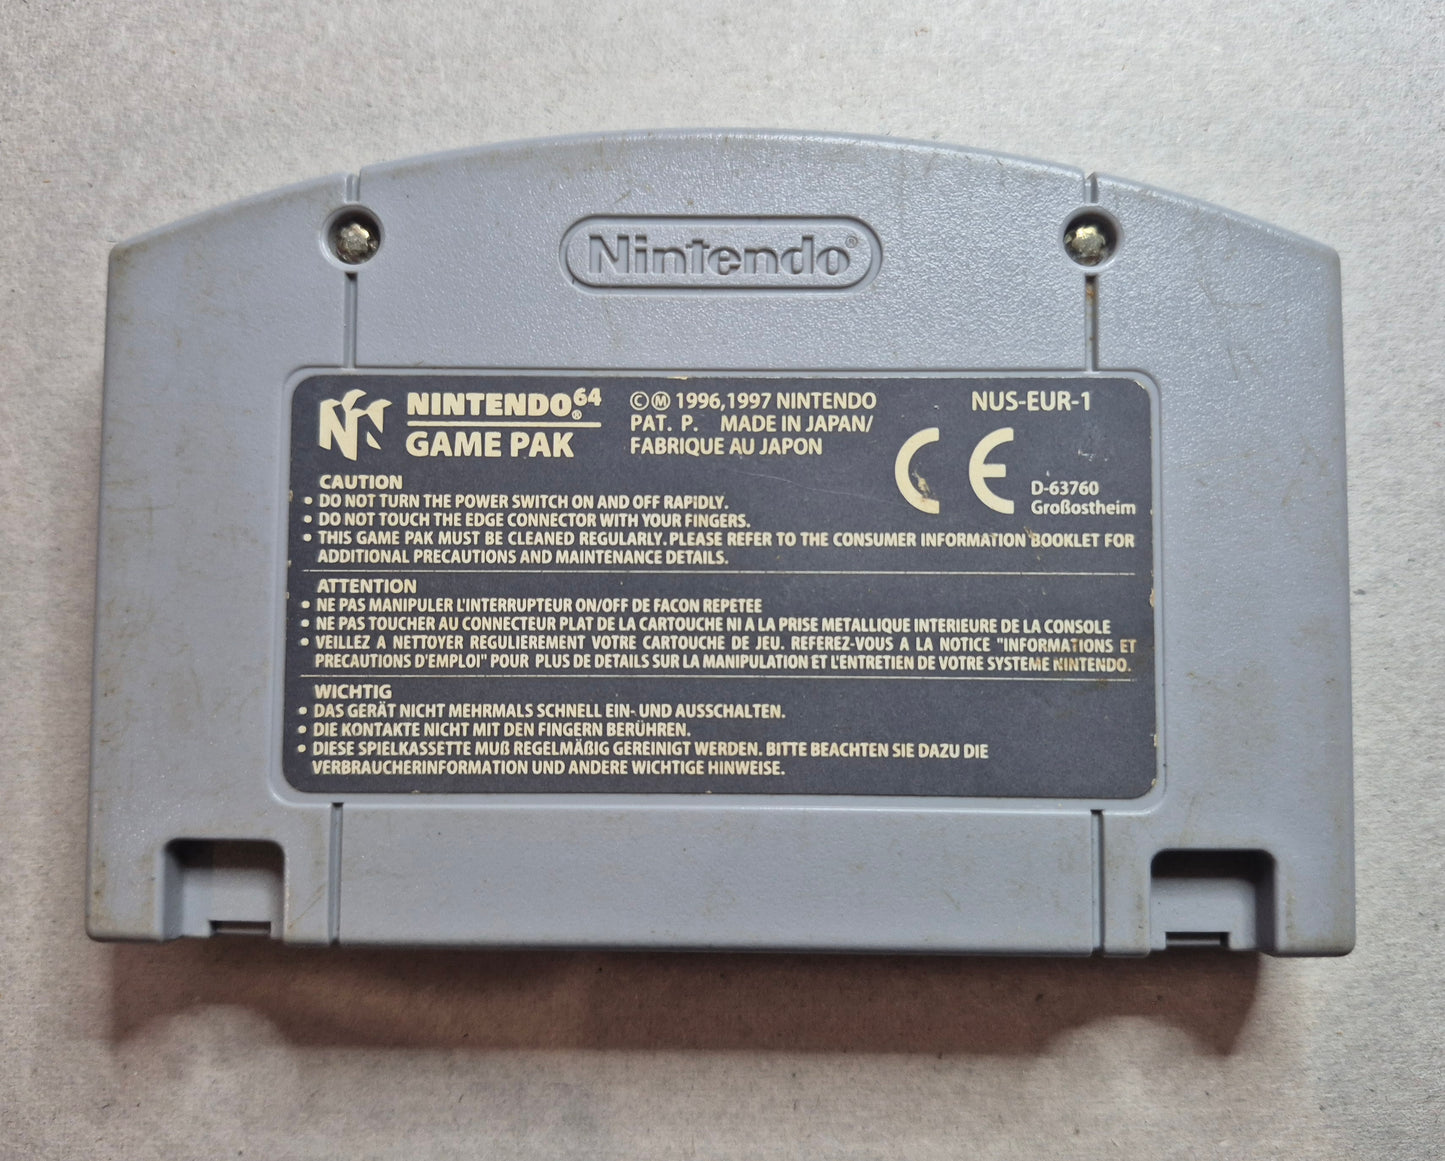 Nintendo®
NINTENDO⁶⁴®
GAME PAK
©Ⓜ 1996,1997 NINTENDO
PAT. P. MADE IN JAPAN/
FABRIQUE AU JAPON
NUS-EUR-1
CE
D-63760
Großostheim
CAUTION
• DO NOT TURN THE POWER SWITCH ON AND OFF RAPIDLY.
• DO NOT TOUCH THE EDGE CONNECTOR WITH YOUR FINGERS.
• THIS GAME PAK MUST BE CLEANED REGULARLY. PLEASE REFER TO THE CONSUMER INFORMATION BOOKLET FOR
ADDITIONAL PRECAUTIONS AND MAINTENANCE DETAILS.
ATTENTION
• NE PAS MANIPULER L'INTERRUPTEUR ON/OFF DE FACON REPETEE
• NE PAS TOUCHER AU CONNECTEUR PLAT DE LA CARTOUCHE NI A LA PRISE METALLIQUE INTERIEURE DE LA CONSOLE
• VEILLEZ A NETTOYER REGULIEREMENT VOTRE CARTOUCHE DE JEU. REFEREZ-VOUS A LA NOTICE "INFORMATIONS ET
PRECAUTIONS D'EMPLOI" POUR PLUS DE DETAILS SUR LA MANIPULATION ET L'ENTRETIEN DE VOTRE SYSTEME NINTENDO.
WICHTIG
• DAS GERÄT NICHT MEHRMALS SCHNELL EIN- UND AUSSCHALTEN.
• DIE KONTAKTE NICHT MIT DEN FINGERN BERÜHREN.
• DIESE SPIELKASSETTE MUß REGELMÄßIG GEREINIGT WERDEN. BITTE BEACHTEN SIE DAZU DIE
VERBRAUCHERINFORMATION UND ANDERE WICHTIGE HINWEISE.